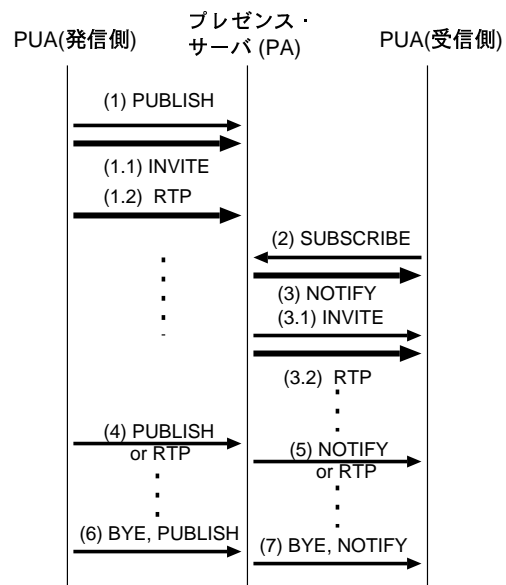 PUA(発信側)
プレゼンス・
サーバ (PA)
PUA(受信側)
(1) PUBLISH
(1.1) INVITE
(1.2) RTP
(2) SUBSCRIBE
(3) NOTIFY
(3.1) INVITE
(3.2) RTP
(4) PUBLISH
or RTP
(5) NOTIFY
or RTP
(6) BYE, PUBLISH
(7) BYE, NOTIFY